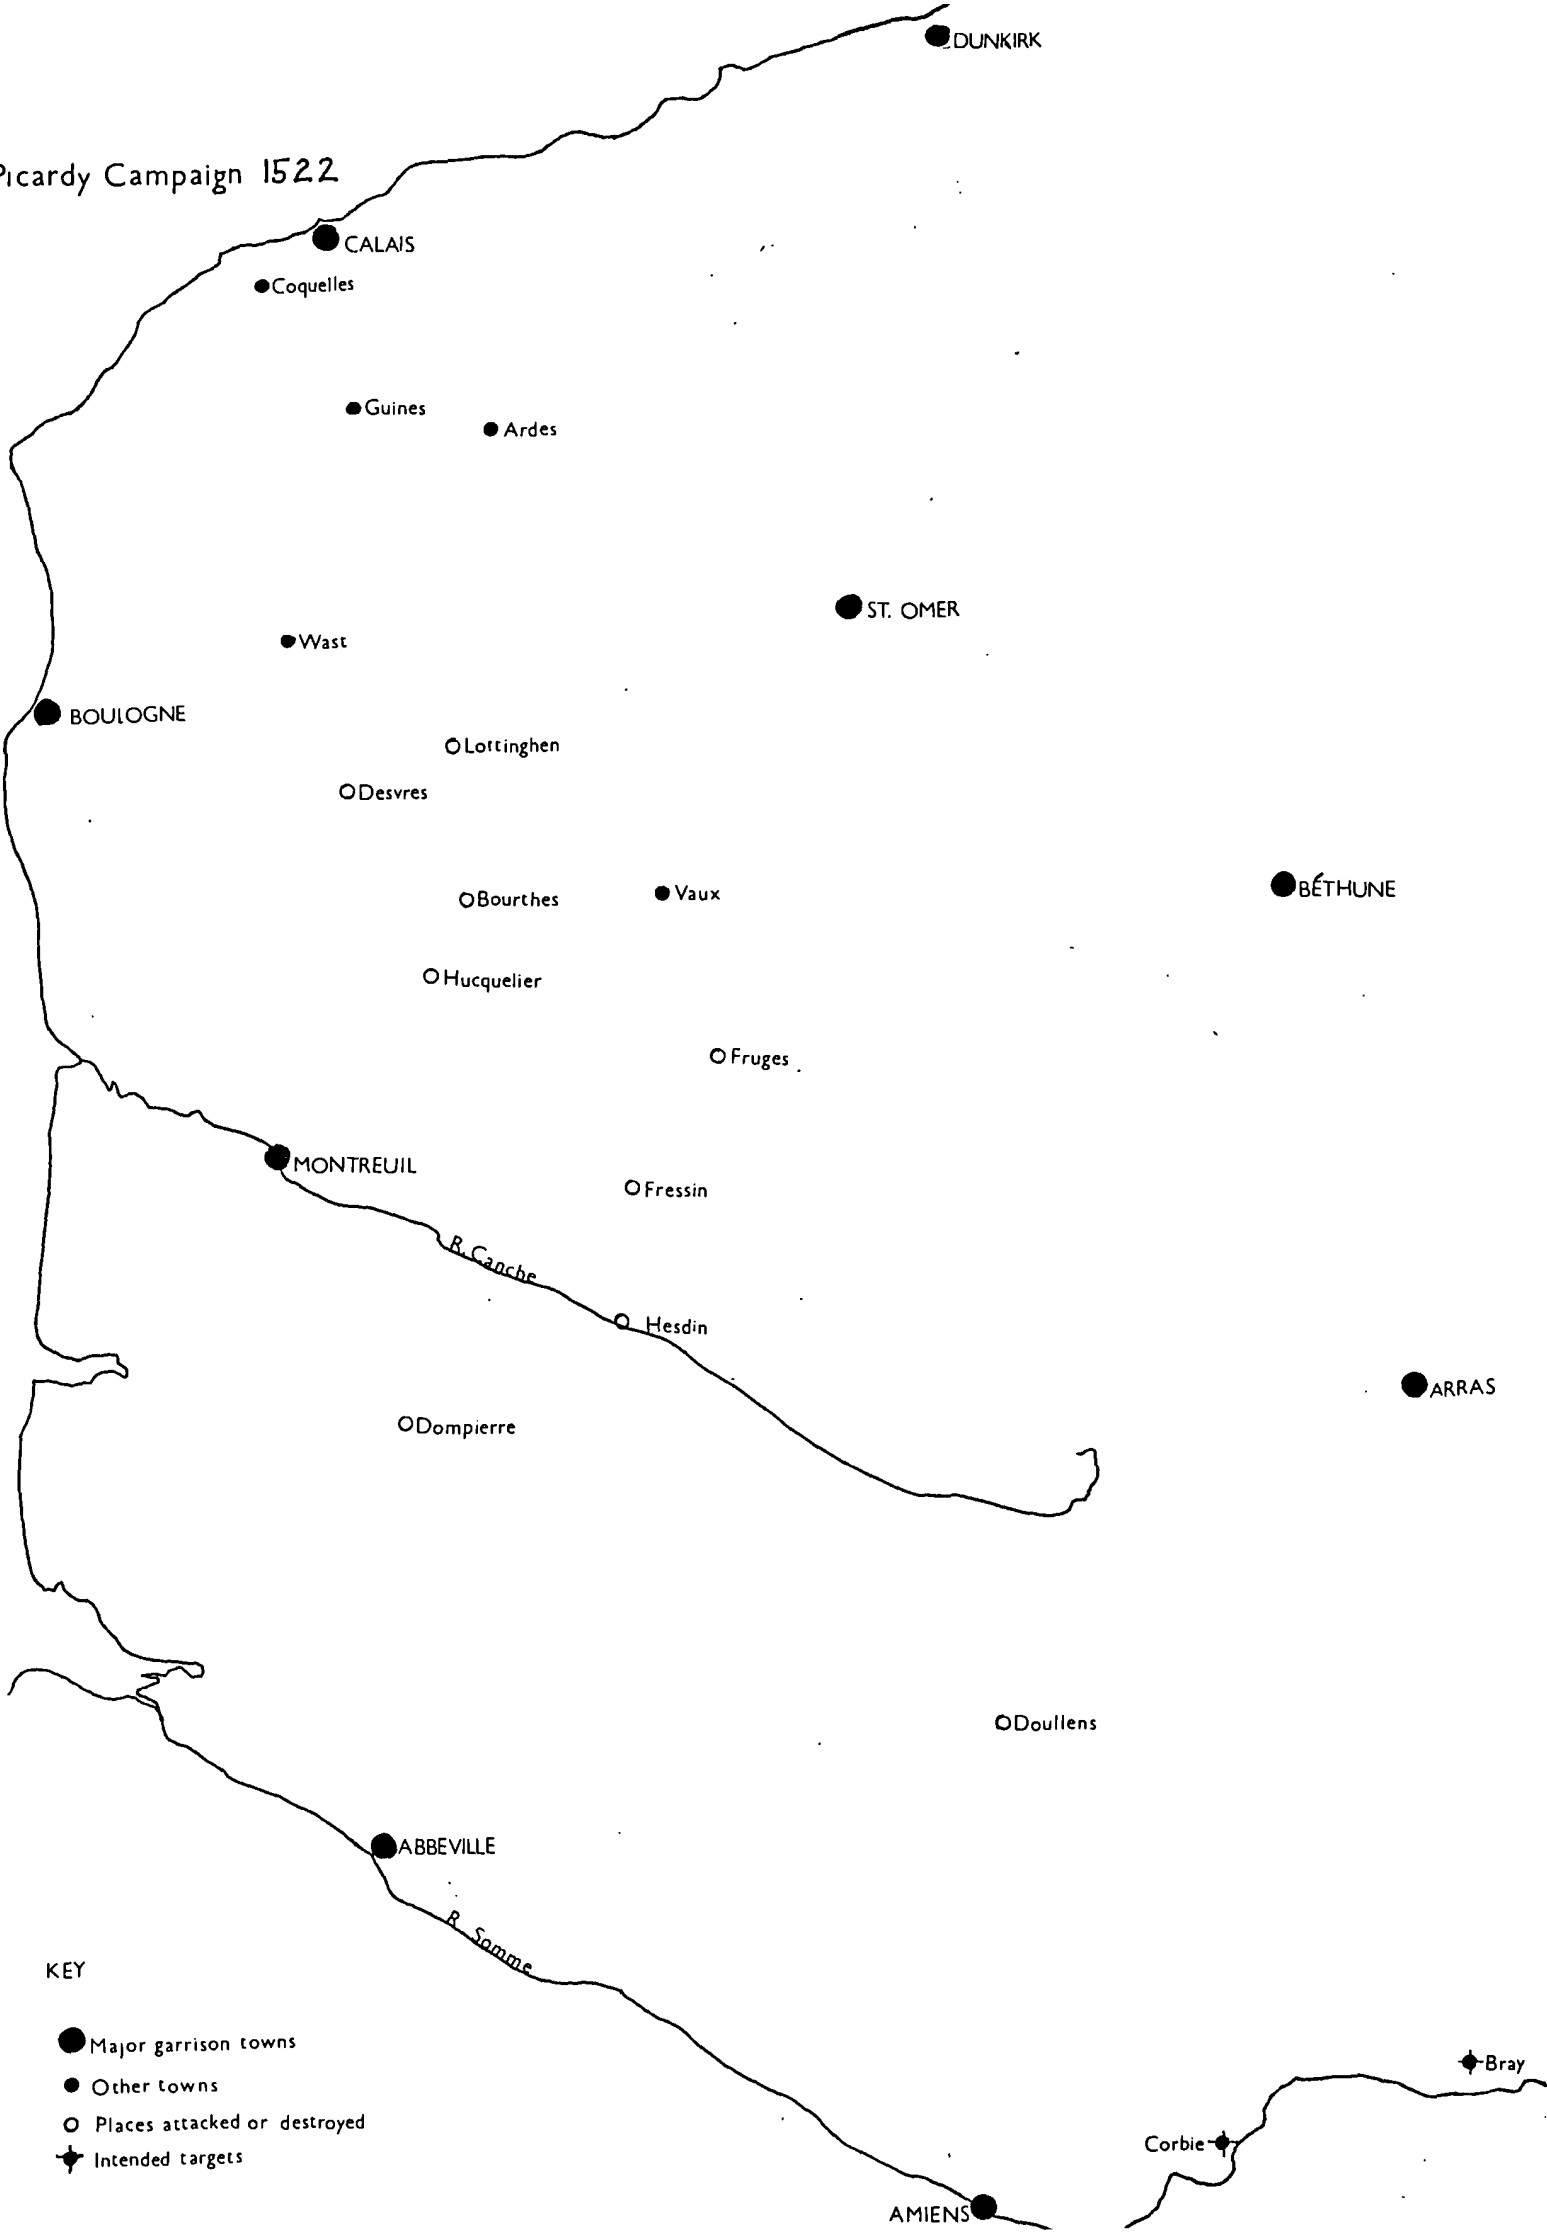 DUNKIRK
Picardy Campaign 1522
CALAIS
Coquelles
Guines
Ardes
ST. OMER
Wast
BOULOGNE
Lottinghen
Desvres
BÉTHUNE
Vaux
Bourthes
Hucquelier
Fruges
MONTREUIL
Fressin
R. Canche
Hesdin
ARRAS
Dompierre
Doullens
ABBEVILLE
R. Somme
KEY
Major garrison towns
Other towns
Places attacked or destroyed
Intended targets
Bray
Corbie
AMIENS